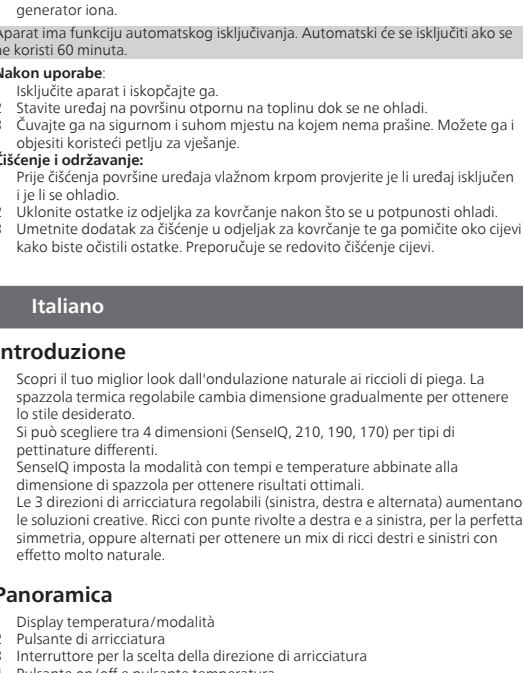 generator iona.
Aparat ima funkciju automatskog isključivanja. Automatski će se isključiti ako se
ne koristi 60 minuta.
Nakon uporabe:
Isključite aparat i iskopčajte ga.
2 Stavite uređaj na površinu otpornu na toplinu dok se ne ohladi.
3 Čuvajte ga na sigurnom i suhom mjestu na kojem nema prašine. Možete ga i
objesiti koristeći petlju za vješanje.
Čišćenje i održavanje:
Prije čišćenja površine uređaja vlažnom krpom provjerite je li uređaj isključen
i je li se ohladio.
2 Uklonite ostatke iz odjeljka za kovrčanje nakon što se u potpunosti ohladi.
3 Umetnite dodatak za čišćenje u odjeljak za kovrčanje te ga pomičite oko cijevi
kako biste očistili ostatke. Preporučuje se redovito čišćenje cijevi.
Italiano
Introduzione
Scopri il tuo miglior look dall'ondulazione naturale ai riccioli di piega. La
spazzola termica regolabile cambia dimensione gradualmente per ottenere
lo stile desiderato.
Si può scegliere tra 4 dimensioni (SenseIQ, 210, 190, 170) per tipi di
pettinature differenti.
SenseIQ imposta la modalità con tempi e temperature abbinate alla
dimensione di spazzola per ottenere risultati ottimali.
Le 3 direzioni di arricciatura regolabili (sinistra, destra e alternata) aumentano
le soluzioni creative. Ricci con punte rivolte a destra e a sinistra, per la perfetta
simmetria, oppure alternati per ottenere un mix di ricci destri e sinistri con
effetto molto naturale.
Panoramica
Display temperatura/modalità
2 Pulsante di arricciatura
3 Interruttore per la scelta della direzione di arricciatura
4 Pulsante on/off e pulsante temperatura